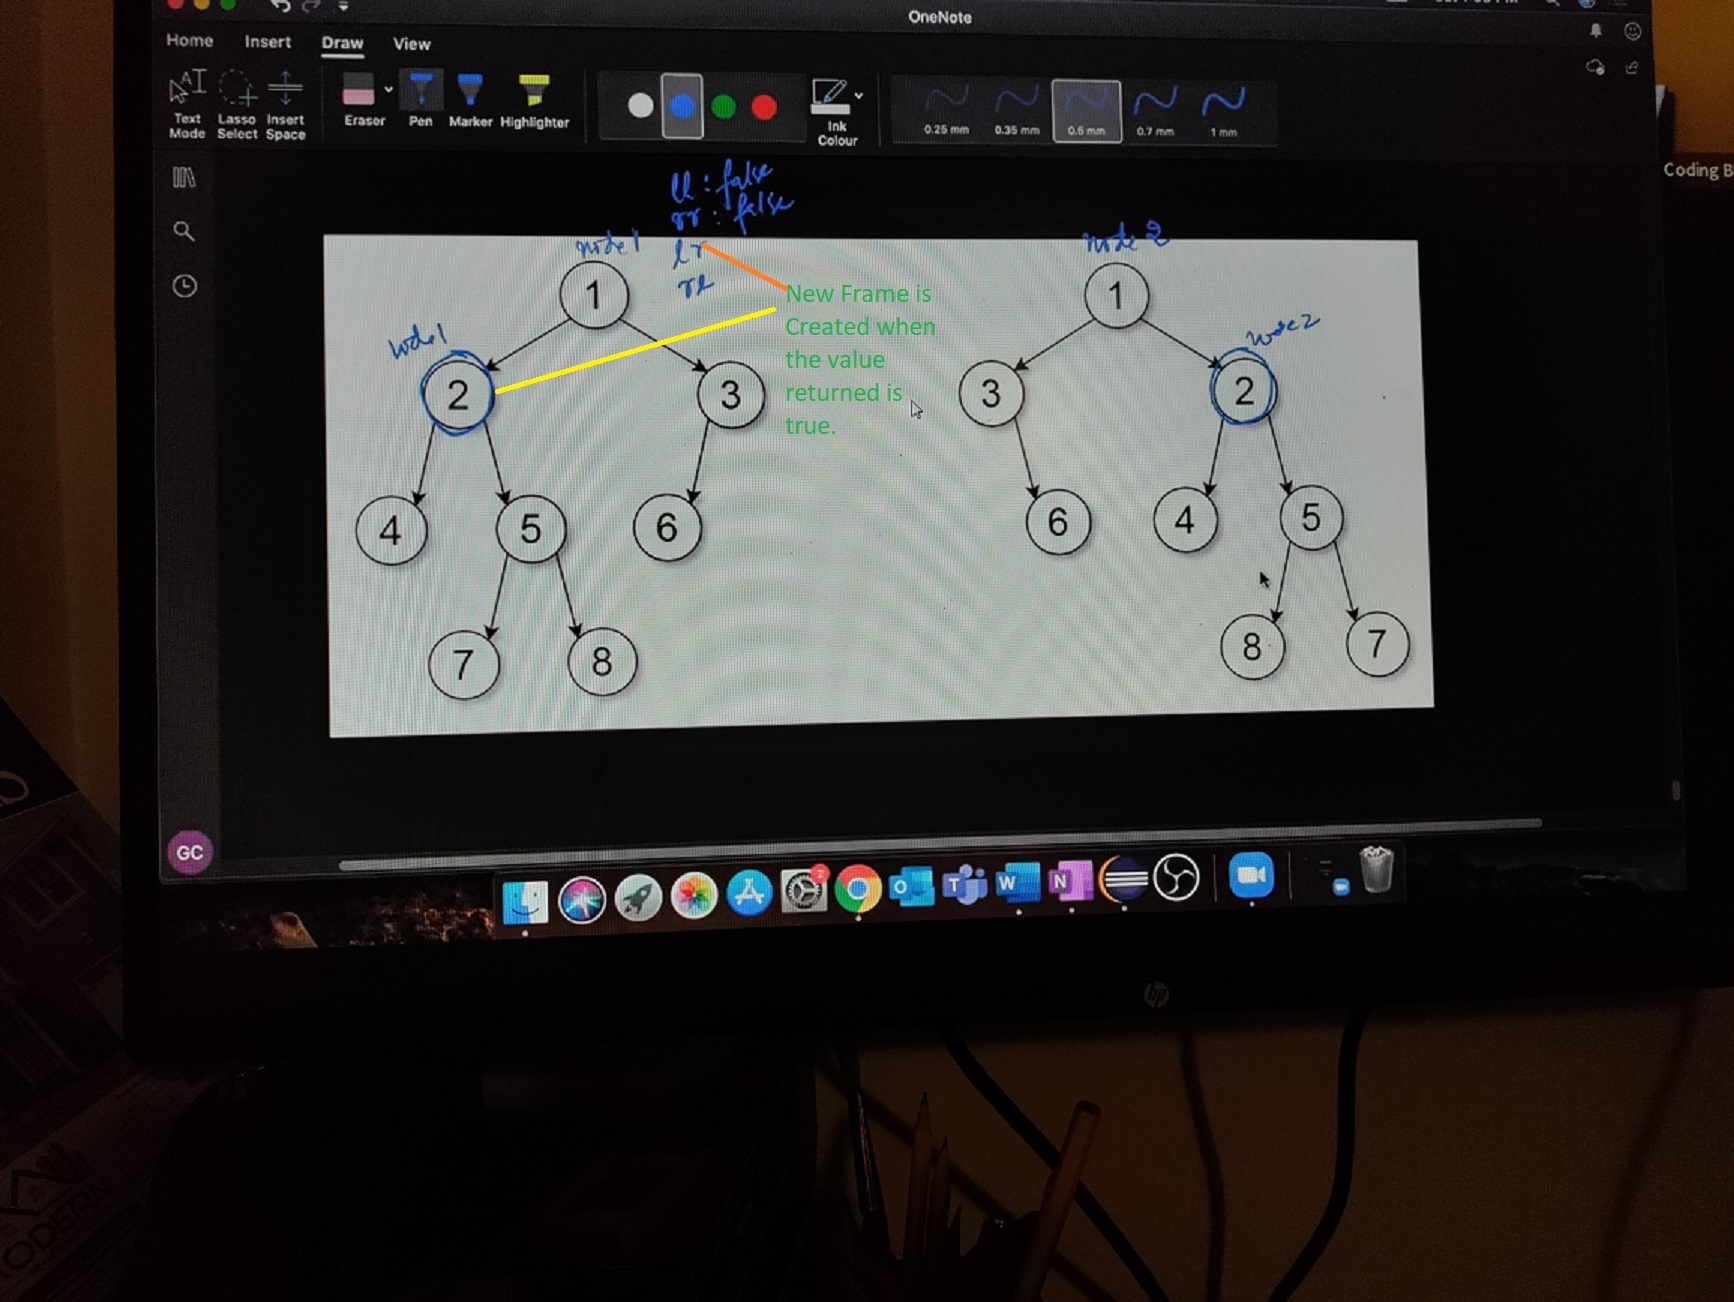 OneNote
Home Insert Draw View
Text Mode
Lasso Select
Insert Space
Eraser
Pen
Marker
Highlighter
Ink Colour
0.25 mm
0.35 mm
0.5 mm
0.7 mm
1 mm
Coding B
ll : false
rr : false
lr
rl
node1
node2
1
1
node1
node2
New Frame is
Created when
the value
returned is
true.
2
3
3
2
4
5
6
6
4
5
7
8
8
7
GC
2
O
T
W
N
hp
ODERN